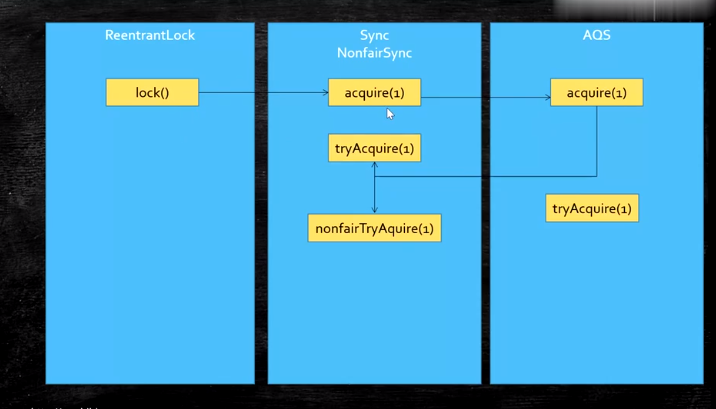 ReentrantLock
Sync
NonfairSync
AQS
lock()
acquire(1)
acquire(1)
tryAcquire(1)
tryAcquire(1)
nonfairTryAquire(1)